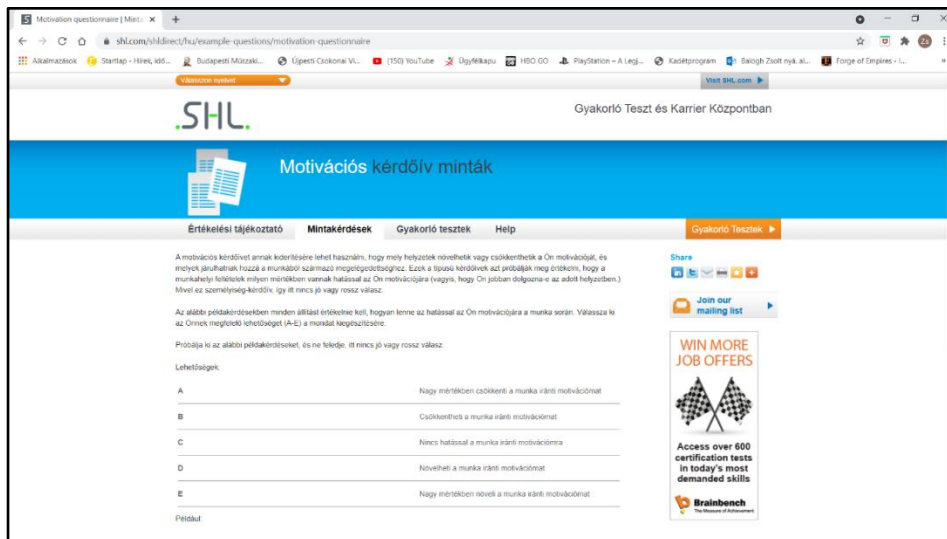 Motivation questionnaire | Minta
shl.com/shldirect/hu/example-questions/motivation-questionnaire
Alkalmazások Startlap - Hírek, idő... Budapesti Műszaki... Újpesti Csokonai Vi... (150) YouTube Ügyfélkapu HBO GO PlayStation – A Legj... Kadétprogram Balogh Zsolt nyá. al... Forge of Empires - I...
Válasszon nyelvet
Visit SHL.com
.SHL.
Gyakorló Teszt és Karrier Központban
Motivációs kérdőív minták
Értékelési tájékoztató Mintakérdések Gyakorló tesztek Help
Gyakorló Tesztek
A motivációs kérdőívet annak kiderítésére lehet használni, hogy mely helyzetek növelhetik vagy csökkenthetik a Ön motivációját, és
melyek járulhatnak hozzá a munkából származó megelégedettséghez. Ezek a típusú kérdőívek azt próbálják meg értékelni, hogy a
munkahelyi feltételek milyen mértékben vannak hatással az Ön motivációjára (vagyis, hogy Ön jobban dolgozna-e az adott helyzetben.)
Mivel ez személyiség-kérdőív, így itt nincs jó vagy rossz válasz.
Az alábbi példakérdésekben minden állítást értékelnie kell, hogyan lenne az hatással az Ön motivációjára a munka során. Válassza ki
az Önnek megfelelő lehetőséget (A-E) a mondat kiegészítésére.
Próbálja ki az alábbi példakérdéseket, és ne feledje, itt nincs jó vagy rossz válasz.
Lehetőségek:
A Nagy mértékben csökkenti a munka iránti motivációmat
B Csökkentheti a munka iránti motivációmat
C Nincs hatással a munka iránti motivációmra
D Növelheti a munka iránti motivációmat
E Nagy mértékben növeli a munka iránti motivációmat
Például:
Share
Join our
mailing list
WIN MORE
JOB OFFERS
Access over 600
certification tests
in today's most
demanded skills
Brainbench
The Measure of Achievement